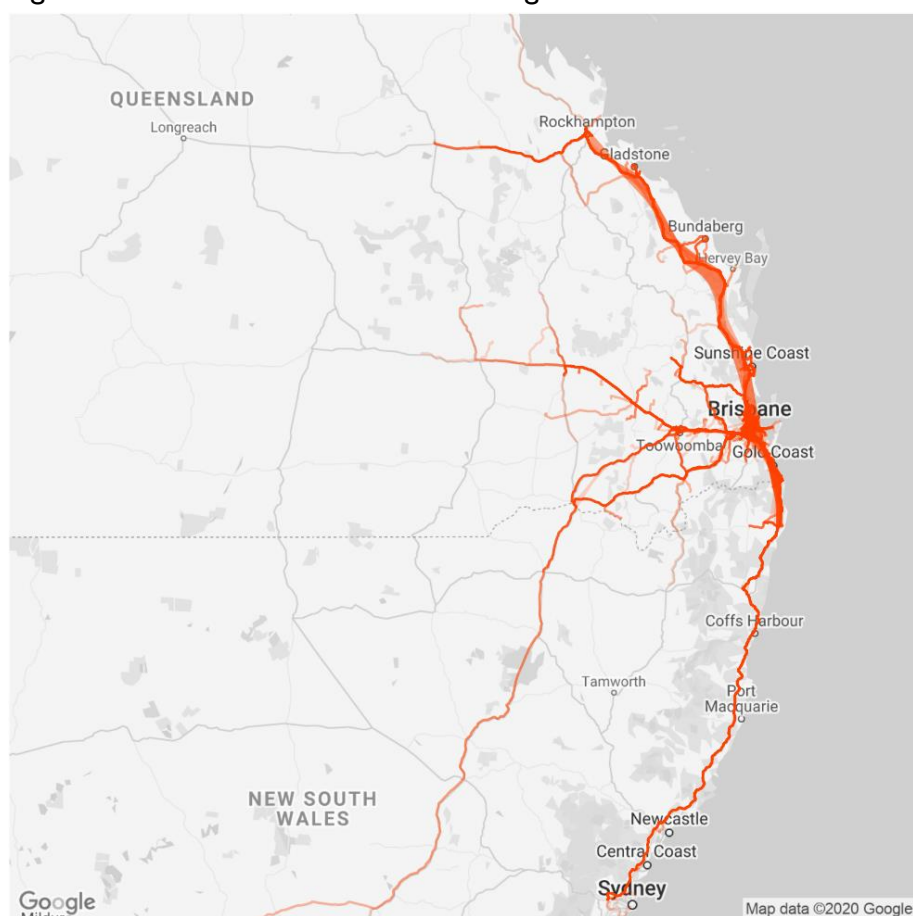 QUEENSLAND
Longreach
Rockhampton
Gladstone
Bundaberg
Hervey Bay
Sunshine Coast
Brisbane
Toowoomba
Gold Coast
Coffs Harbour
Tamworth
Port
Macquarie
NEW SOUTH
WALES
Newcastle
Central Coast
Sydney
Google
Map data ©2020 Google